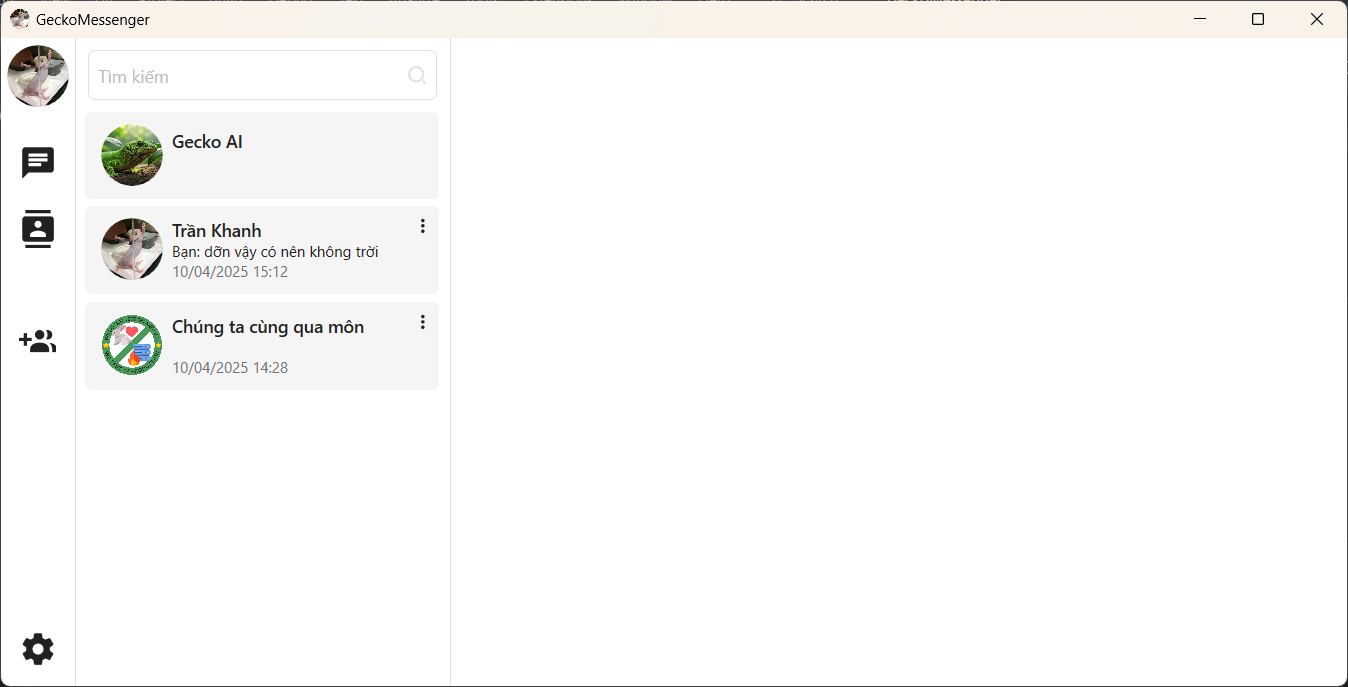 GeckoMessenger
Tìm kiếm
Gecko AI
Trần Khanh
Bạn: dỡn vậy có nên không trời
10/04/2025 15:12
Chúng ta cùng qua môn
10/04/2025 14:28